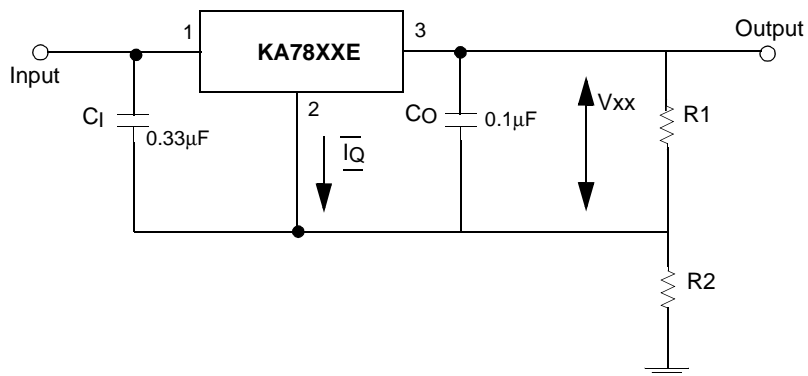 1
KA78XXE
3
Output
Input
CI
0.33μF
2
IQ
CO
0.1μF
Vxx
R1
R2